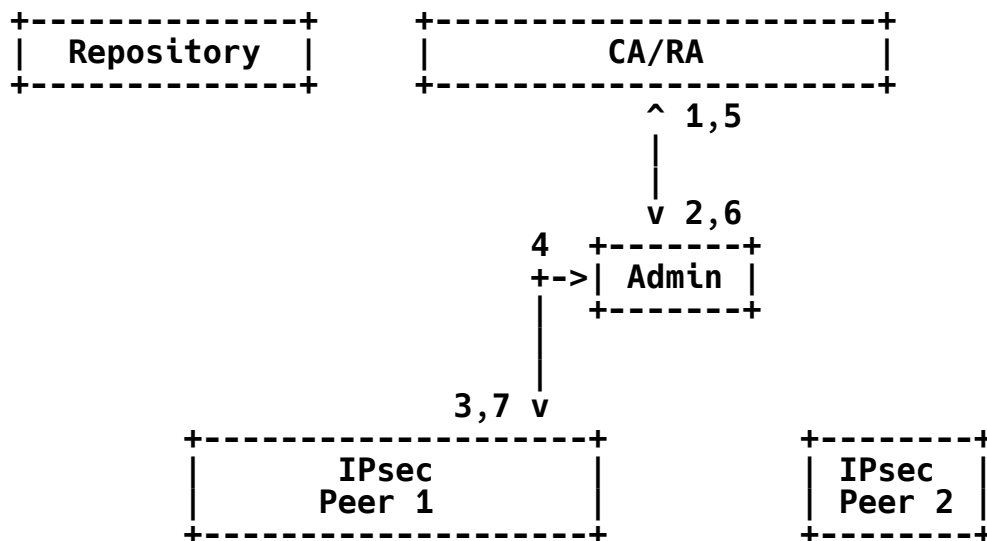 +--------------+     +-----------------------+
|  Repository  |     |         CA/RA         |
+--------------+     +-----------------------+
                                 ^ 1,5
                                 |
                                 |
                                 v 2,6
                           4  +-------+
                           +->| Admin |
                           |  +-------+
                           |
                           |
                       3,7 v
         +--------------------+          +--------+
         |       IPsec        |          | IPsec  |
         |      Peer 1        |          | Peer 2 |
         +--------------------+          +--------+